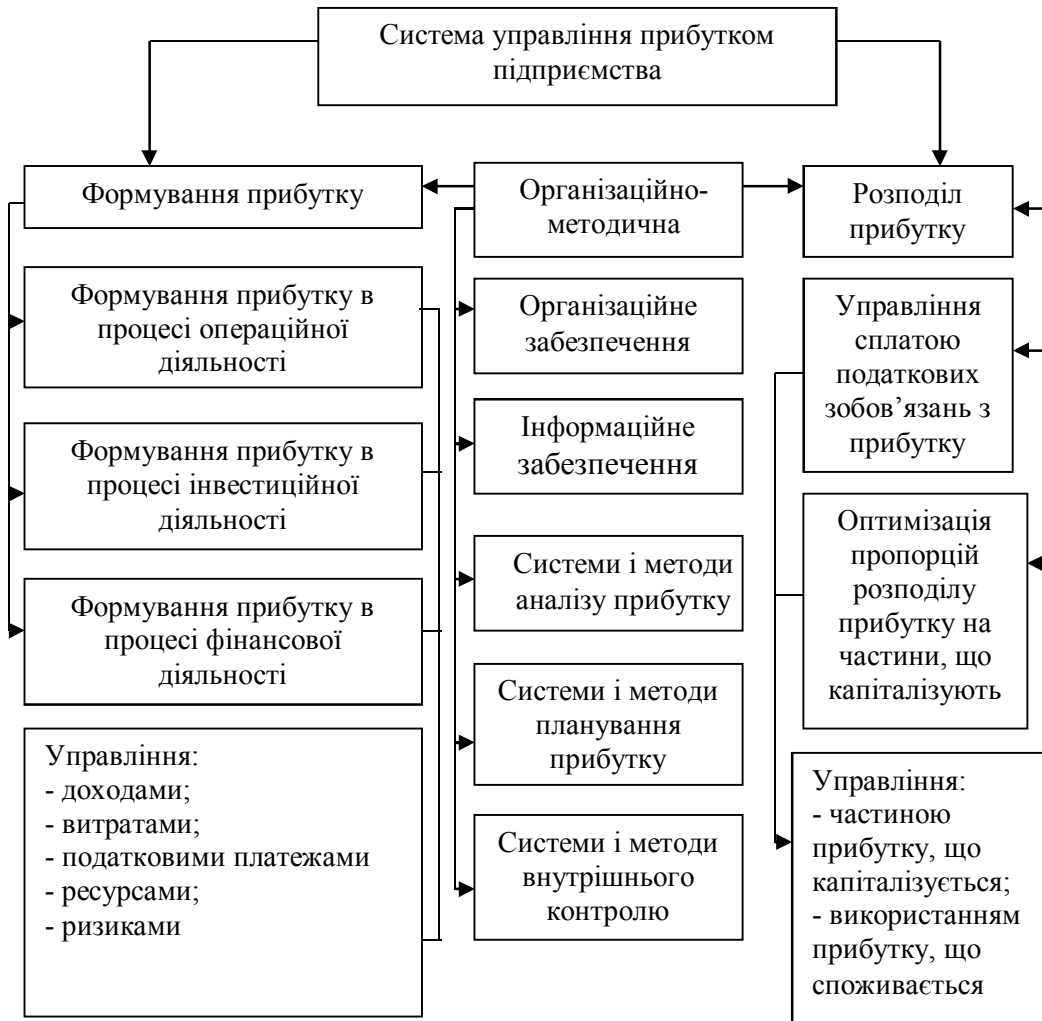 Система управління прибутком
підприємства
Формування прибутку
Організаційно-
методична
Розподіл
прибутку
Формування прибутку в
процесі операційної
діяльності
Організаційне
забезпечення
Управління
сплатою
податкових
зобов’язань з
прибутку
Формування прибутку в
процесі інвестиційної
діяльності
Інформаційне
забезпечення
Оптимізація
пропорцій
розподілу
прибутку на
частини, що
капіталізують
Формування прибутку в
процесі фінансової
діяльності
Системи і методи
аналізу прибутку
Системи і методи
планування
прибутку
Управління:
- доходами;
- витратами;
- податковими платежами
- ресурсами;
- ризиками
Системи і методи
внутрішнього
контролю
Управління:
- частиною
прибутку, що
капіталізується;
- використанням
прибутку, що
споживається